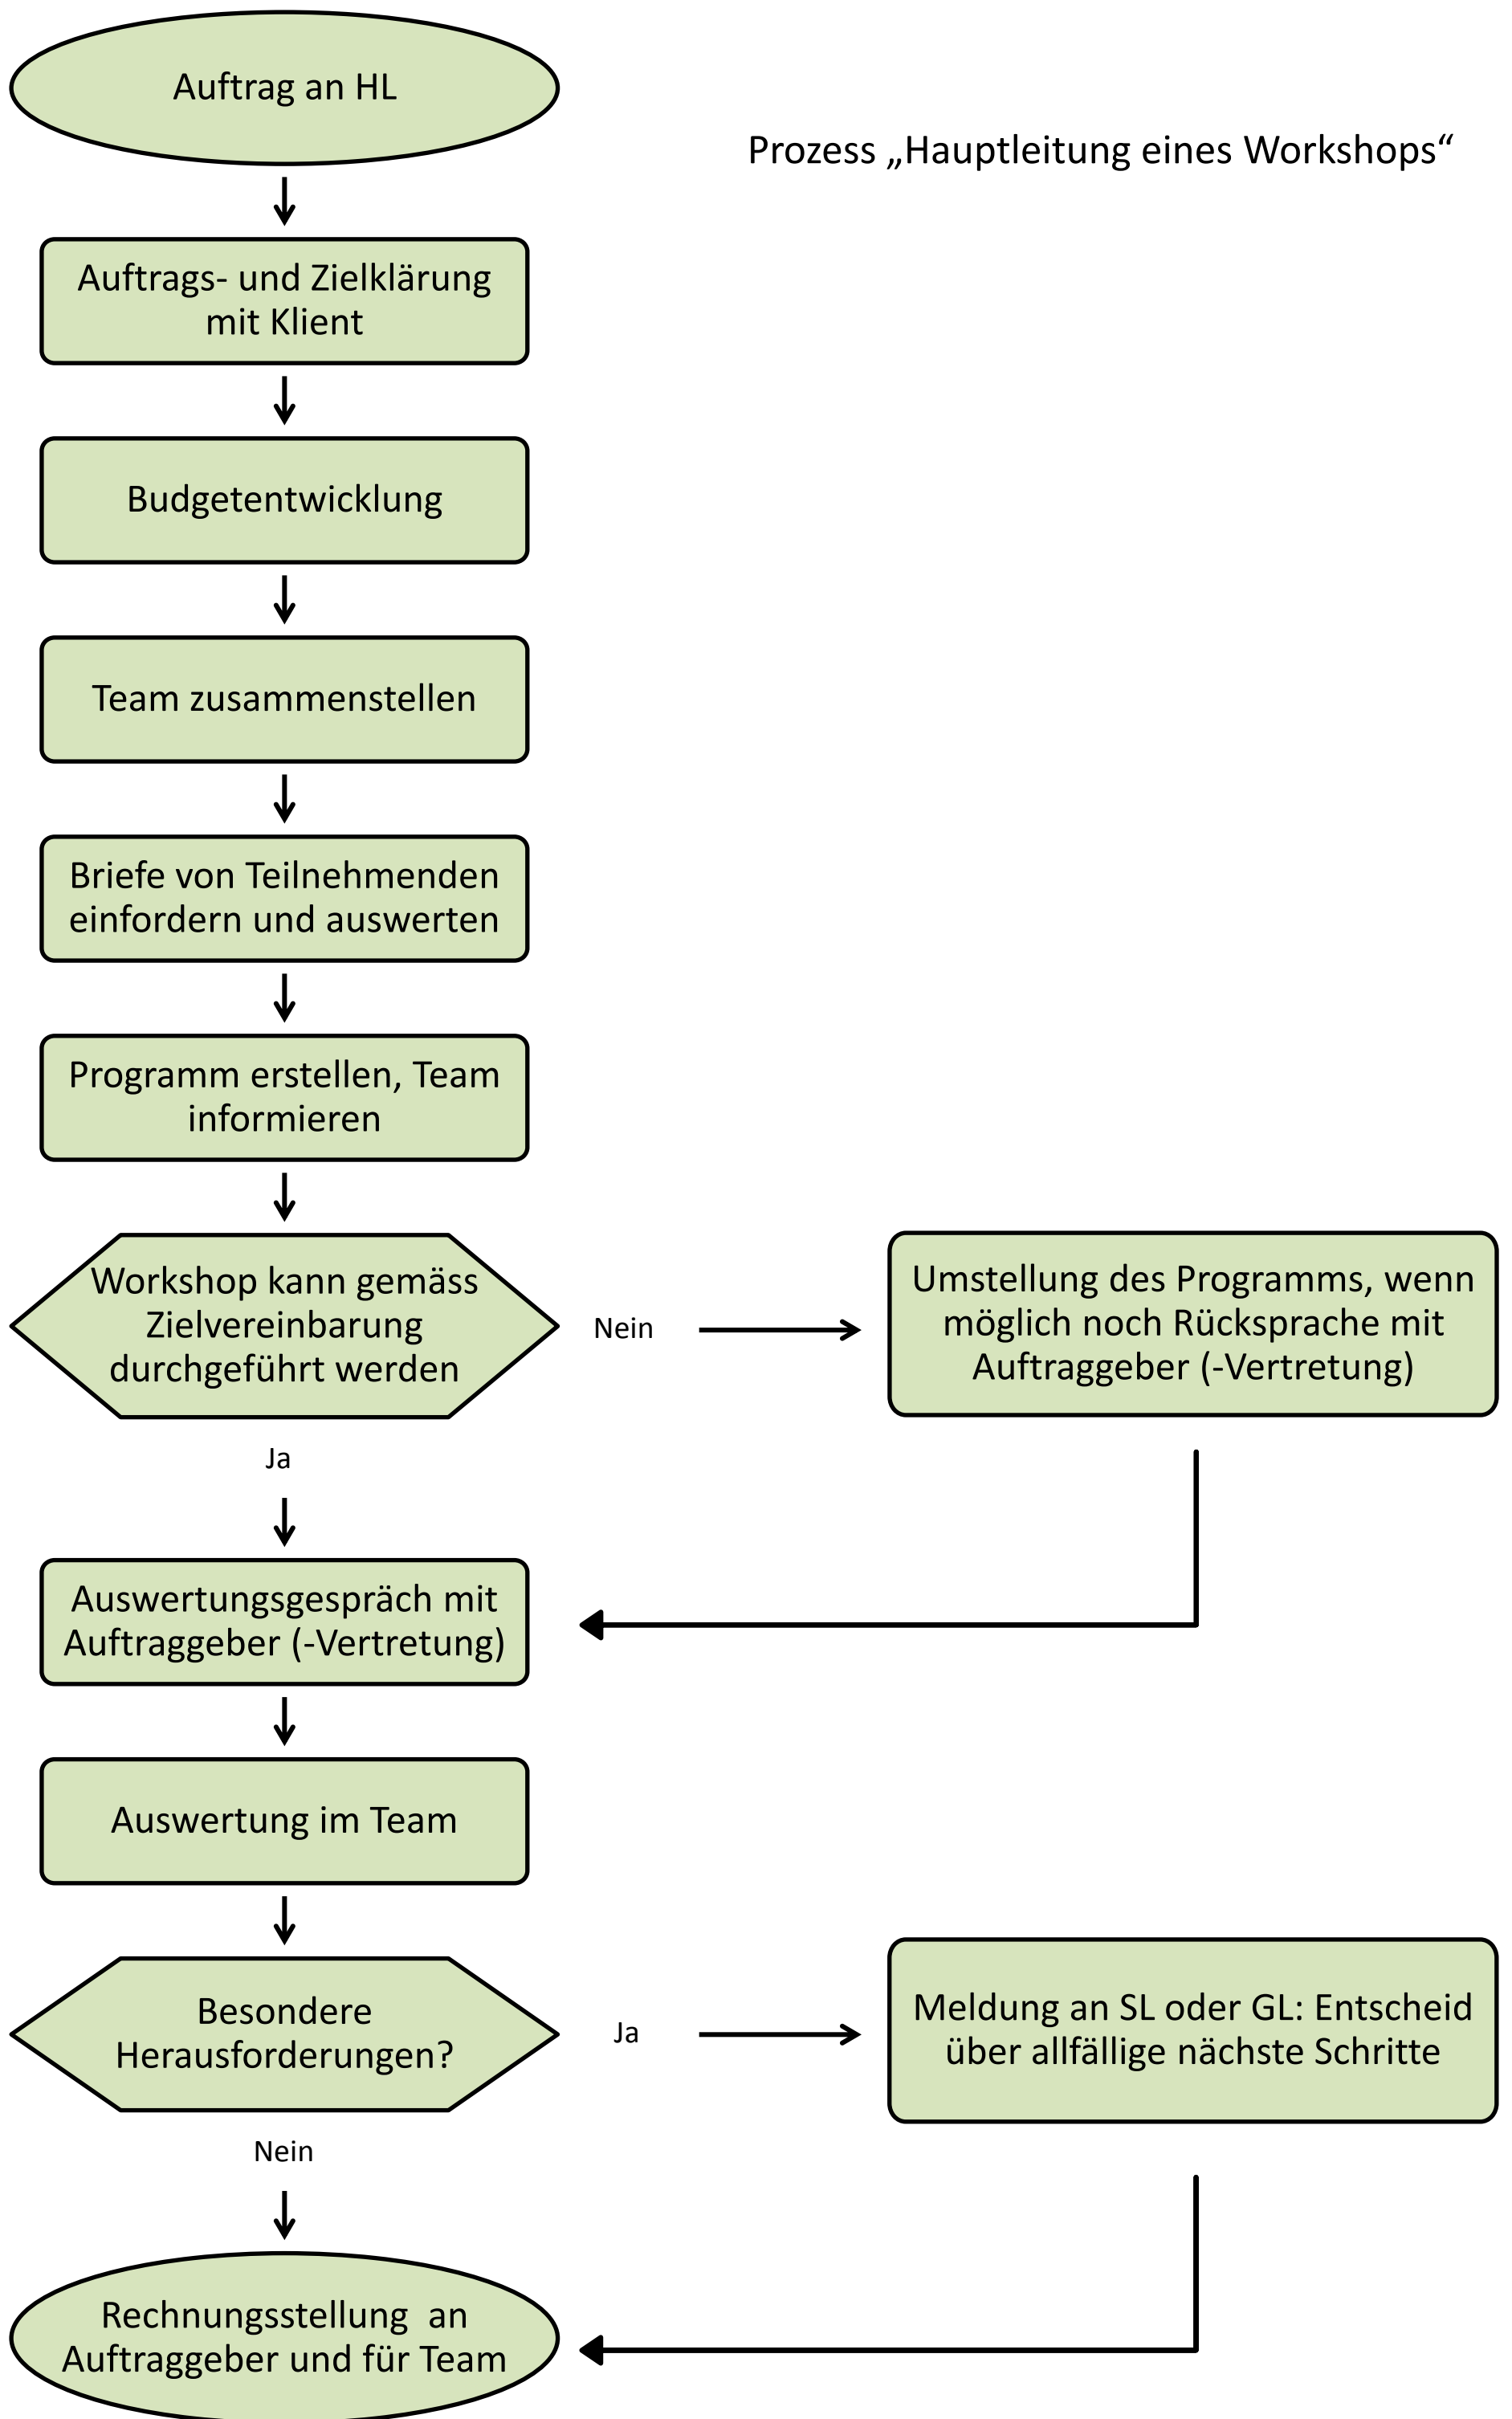 Auftrag an HL
Prozess „Hauptleitung eines Workshops“
Auftrags- und Zielklärung
mit Klient
Budgetentwicklung
Team zusammenstellen
Briefe von Teilnehmenden
einfordern und auswerten
Programm erstellen, Team
informieren
Workshop kann gemäss
Zielvereinbarung
durchgeführt werden
Nein
Umstellung des Programms, wenn
möglich noch Rücksprache mit
Auftraggeber (-Vertretung)
Ja
Auswertungsgespräch mit
Auftraggeber (-Vertretung)
Auswertung im Team
Besondere
Herausforderungen?
Ja
Meldung an SL oder GL: Entscheid
über allfällige nächste Schritte
Nein
Rechnungsstellung  an
Auftraggeber und für Team